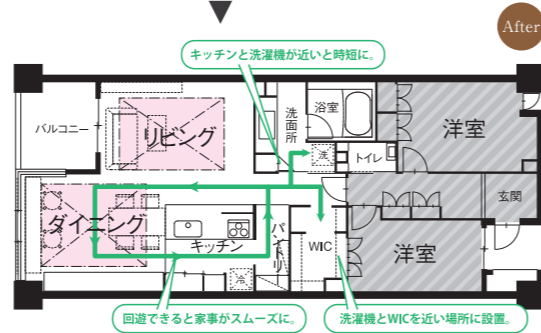 After
キッチンと洗濯機が近いと時短に。
バルコニー
リビング
洗面所
浴室
洗
トイレ
洋室
玄関
ダイニング
キッチン
パントリ
冷
WIC
洋室
回遊できると家事がスムーズに。
洗濯機とWICを近い場所に設置。